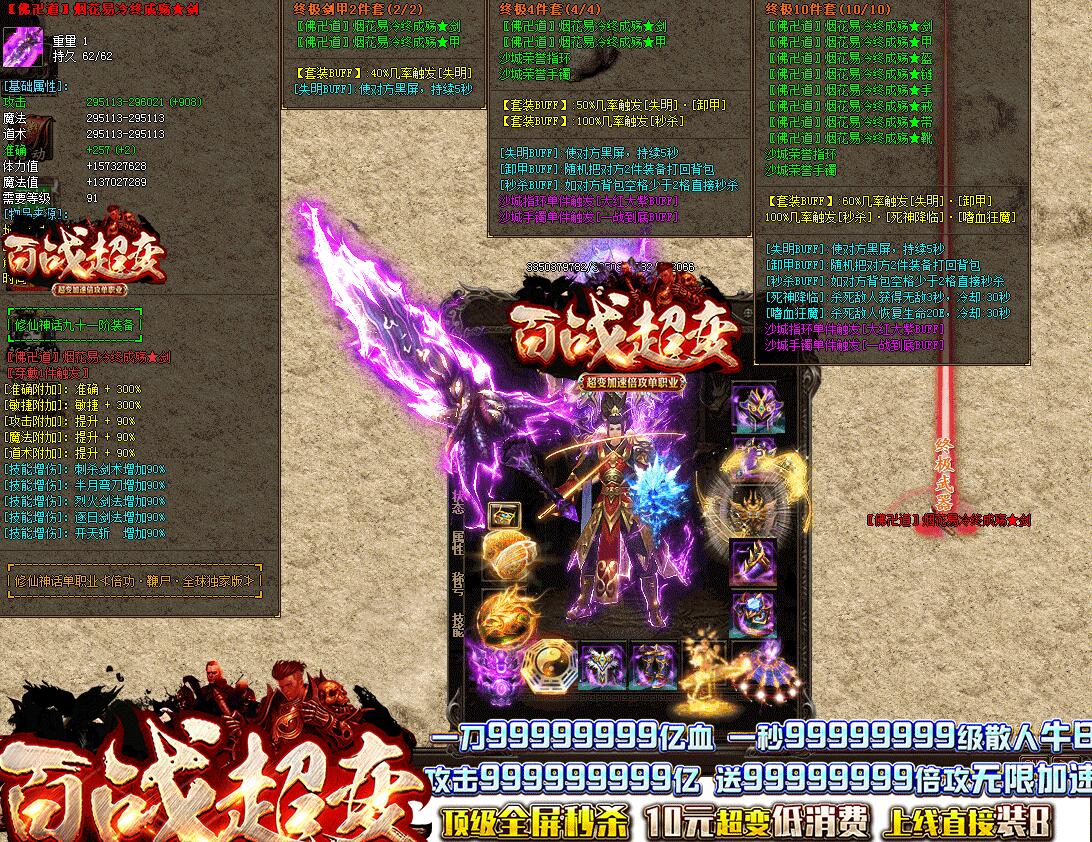 【佛卍道】烟花易冷终成殇★剑
重量 1
持久 62/62
[基础属性]:
攻击 295113-296021 (+908)
魔法 295113-295113
道术 295113-295113
准确 +257 (+2)
体力值 +157327628
魔法值 +137027289
需要等级 91
[物品来源]:
百战超变
超变加速倍攻单职业
修仙神话九十一阶装备
【佛卍道】烟花易冷终成殇★剑
【穿戴1件触发】
[准确附加]: 准确 + 300%
[敏捷附加]: 敏捷 + 300%
[攻击附加]: 提升 + 90%
[魔法附加]: 提升 + 90%
[道术附加]: 提升 + 90%
[技能增伤]: 刺杀剑术增加90%
[技能增伤]: 半月弯刀增加90%
[技能增伤]: 烈火剑法增加90%
[技能增伤]: 逐日剑法增加90%
[技能增伤]: 开天斩 增加90%
修仙神话单职业≮倍功·鞭尸·全球独家版≯
终极剑甲2件套(2/2)
【佛卍道】烟花易冷终成殇★剑
【佛卍道】烟花易冷终成殇★甲
【套装BUFF】:40%几率触发[失明]
[失明BUFF] 使对方黑屏，持续5秒
终极4件套(4/4)
【佛卍道】烟花易冷终成殇★剑
【佛卍道】烟花易冷终成殇★甲
沙城荣誉指环
沙城荣誉手镯
【套装BUFF】:50%几率触发[失明]·[卸甲]
【套装BUFF】:100%几率触发[秒杀]
[失明BUFF] 使对方黑屏，持续5秒
[卸甲BUFF] 随机把对方2件装备打回背包
[秒杀BUFF] 如对方背包空格少于2格直接秒杀
沙城指环单件触发[大红大紫BUFF]
沙城手镯单件触发[一战到底BUFF]
终极10件套(10/10)
【佛卍道】烟花易冷终成殇★剑
【佛卍道】烟花易冷终成殇★甲
【佛卍道】烟花易冷终成殇★盔
【佛卍道】烟花易冷终成殇★链
【佛卍道】烟花易冷终成殇★手
【佛卍道】烟花易冷终成殇★戒
【佛卍道】烟花易冷终成殇★带
【佛卍道】烟花易冷终成殇★靴
沙城荣誉指环
沙城荣誉手镯
【套装BUFF】:60%几率触发[失明]·[卸甲]
100%几率触发[秒杀]·[死神降临]·[嗜血狂魔]
[失明BUFF] 使对方黑屏，持续5秒
[卸甲BUFF] 随机把对方2件装备打回背包
[秒杀BUFF] 如对方背包空格少于2格直接秒杀
[死神降临] 杀死敌人获得无敌3秒，冷却 30秒
[嗜血狂魔] 杀死敌人恢复生命20E，冷却 30秒
沙城指环单件触发[大红大紫BUFF]
沙城手镯单件触发[一战到底BUFF]
百战超变
超变加速倍攻单职业
状态
属性
称号
技能
终极武器
【佛卍道】烟花易冷终成殇★剑
百战超变
一刀99999999亿血 一秒99999999级散人牛B
攻击999999999亿 送99999999倍攻无限加速
顶级全屏秒杀 10元超变低消费 上线直接装B